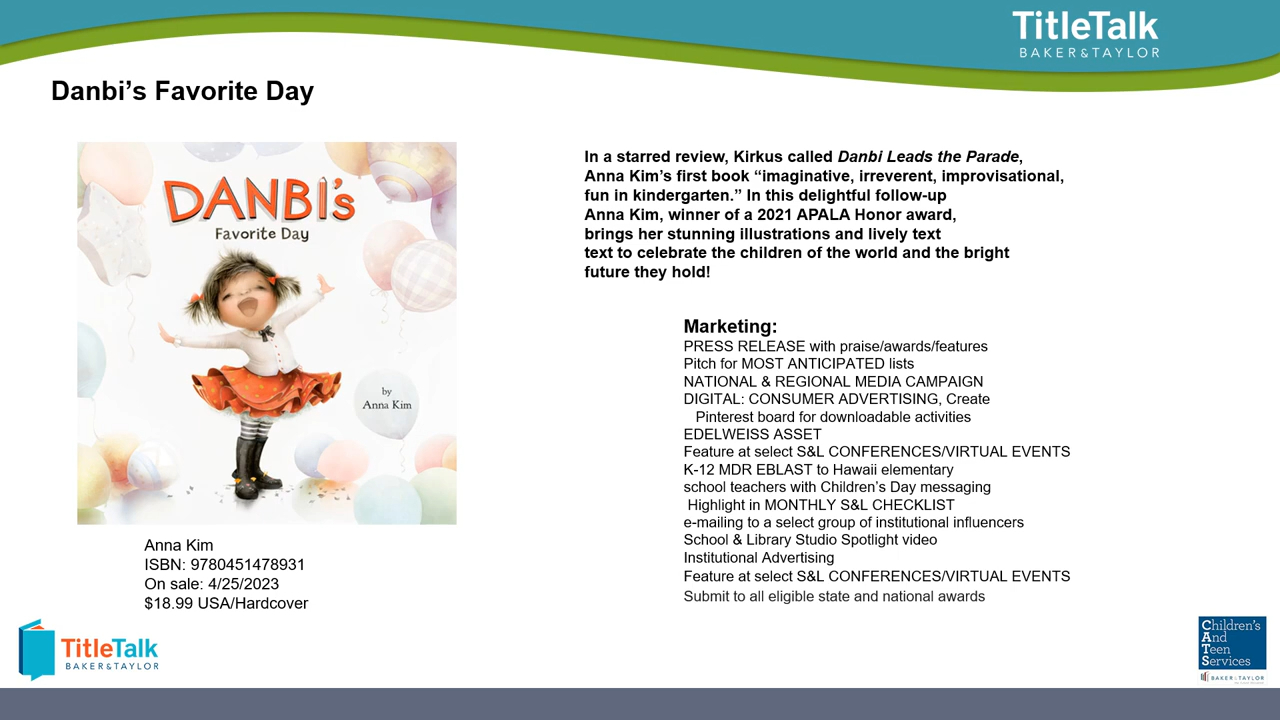 TitleTalk
BAKER & TAYLOR
Danbi’s Favorite Day
DANBI's
Favorite Day
by
Anna Kim
In a starred review, Kirkus called Danbi Leads the Parade,
Anna Kim’s first book “imaginative, irreverent, improvisational,
fun in kindergarten.” In this delightful follow-up
Anna Kim, winner of a 2021 APALA Honor award,
brings her stunning illustrations and lively text
text to celebrate the children of the world and the bright
future they hold!
Marketing:
PRESS RELEASE with praise/awards/features
Pitch for MOST ANTICIPATED lists
NATIONAL & REGIONAL MEDIA CAMPAIGN
DIGITAL: CONSUMER ADVERTISING, Create
Pinterest board for downloadable activities
EDELWEISS ASSET
Feature at select S&L CONFERENCES/VIRTUAL EVENTS
K-12 MDR EBLAST to Hawaii elementary
school teachers with Children’s Day messaging
Highlight in MONTHLY S&L CHECKLIST
e-mailing to a select group of institutional influencers
School & Library Studio Spotlight video
Institutional Advertising
Feature at select S&L CONFERENCES/VIRTUAL EVENTS
Submit to all eligible state and national awards
Anna Kim
ISBN: 9780451478931
On sale: 4/25/2023
$18.99 USA/Hardcover
TitleTalk
BAKER & TAYLOR
Children's
And
Teen
Services
BAKER & TAYLOR